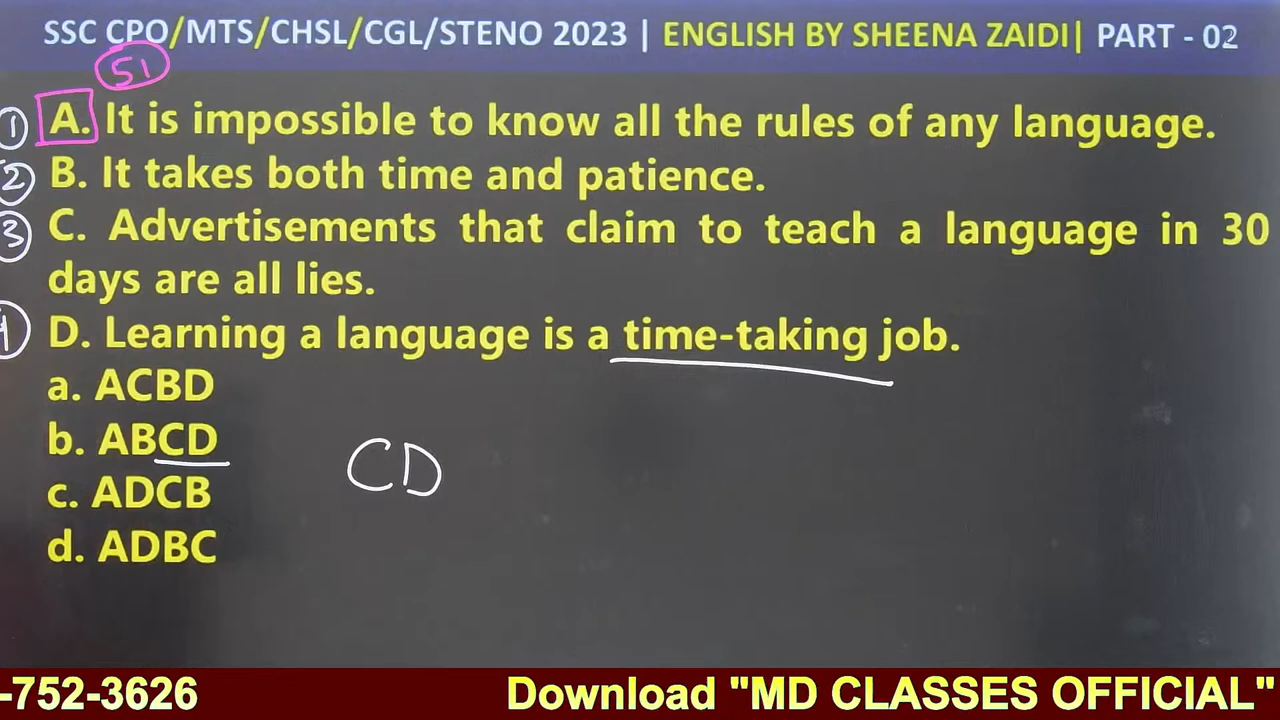 SSC CPO/MTS/CHSL/CGL/STENO 2023 | ENGLISH BY SHEENA ZAIDI| PART - 02
S1
1 A. It is impossible to know all the rules of any language.
2 B. It takes both time and patience.
3 C. Advertisements that claim to teach a language in 30
days are all lies.
4 D. Learning a language is a time-taking job.
a. ACBD
b. ABCD
CD
c. ADCB
d. ADBC
-752-3626 Download "MD CLASSES OFFICIAL"